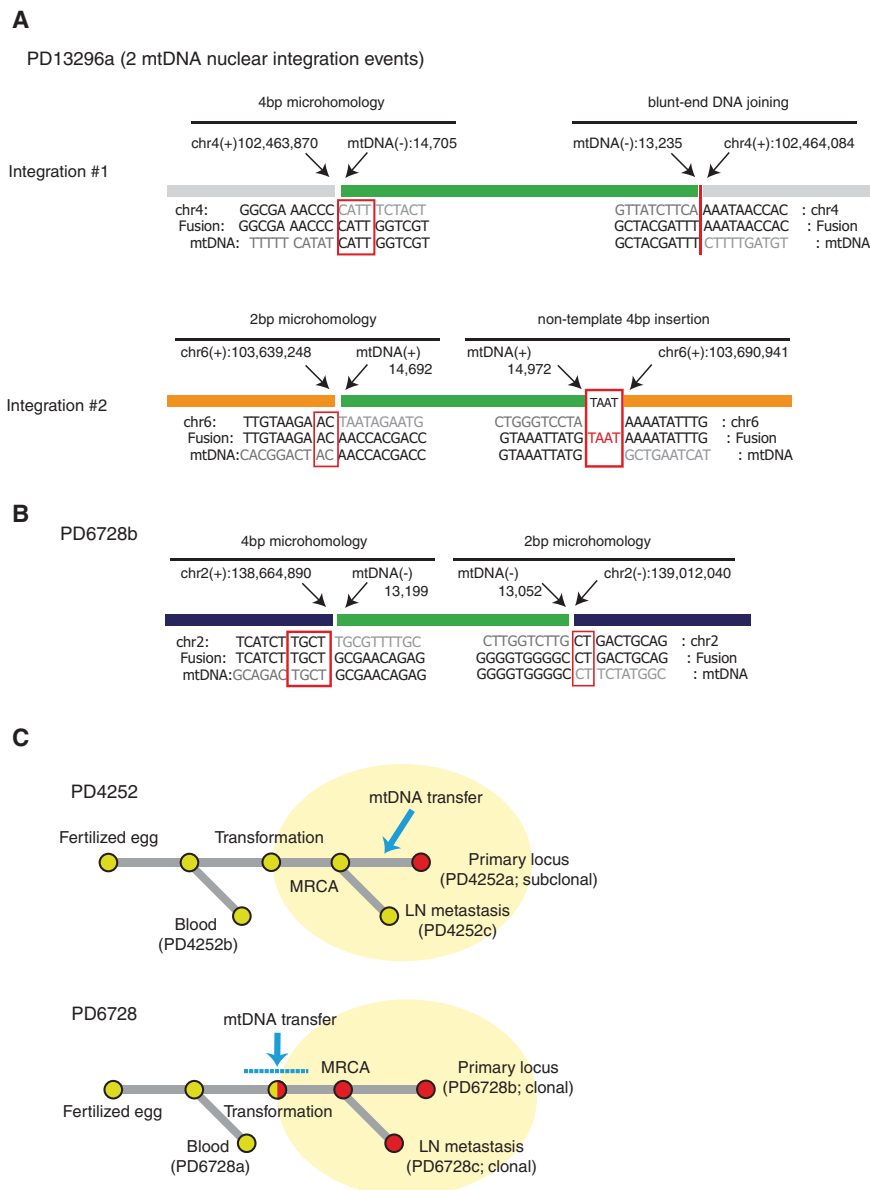 A
PD13296a (2 mtDNA nuclear integration events)
4bp microhomology
blunt-end DNA joining
chr4(+)102,463,870
mtDNA(-):14,705
mtDNA(-):13,235
chr4(+):102,464,084
Integration #1
chr4: GGCGA AACCC CATT TCTACT GTTATCTTCA AAATAACCAC : chr4
Fusion: GGCGA AACCC CATT GGTCGT GCTACGATTT AAATAACCAC : Fusion
mtDNA: TTTTT CATAT CATT GGTCGT GCTACGATTT CTTTTGATGT : mtDNA
2bp microhomology
non-template 4bp insertion
chr6(+):103,639,248
mtDNA(+)
14,692
mtDNA(+)
14,972
chr6(+):103,690,941
TAAT
Integration #2
chr6: TTGTAAGA AC TAATAGAATG CTGGGTCCTA AAAATATTTG : chr6
Fusion: TTGTAAGA AC AACCACGACC GTAAATTATG TAAT AAAATATTTG : Fusion
mtDNA: CACGGACT AC AACCACGACC GTAAATTATG GCTGAATCAT : mtDNA
B
PD6728b
4bp microhomology
2bp microhomology
chr2(+):138,664,890
mtDNA(-)
13,199
mtDNA(-)
13,052
chr2(-):139,012,040
chr2: TCATCT TGCT TGCGTTTTGC CTTGGTCTTG CT GACTGCAG : chr2
Fusion: TCATCT TGCT GCGAACAGAG GGGGTGGGGC CT GACTGCAG : Fusion
mtDNA:GCAGAC TGCT GCGAACAGAG GGGGTGGGGC CT TCTATGGC : mtDNA
C
PD4252
mtDNA transfer
Fertilized egg
Transformation
MRCA
Primary locus
(PD4252a; subclonal)
Blood
(PD4252b)
LN metastasis
(PD4252c)
PD6728
mtDNA transfer
MRCA
Primary locus
(PD6728b; clonal)
Fertilized egg
Transformation
Blood
(PD6728a)
LN metastasis
(PD6728c; clonal)